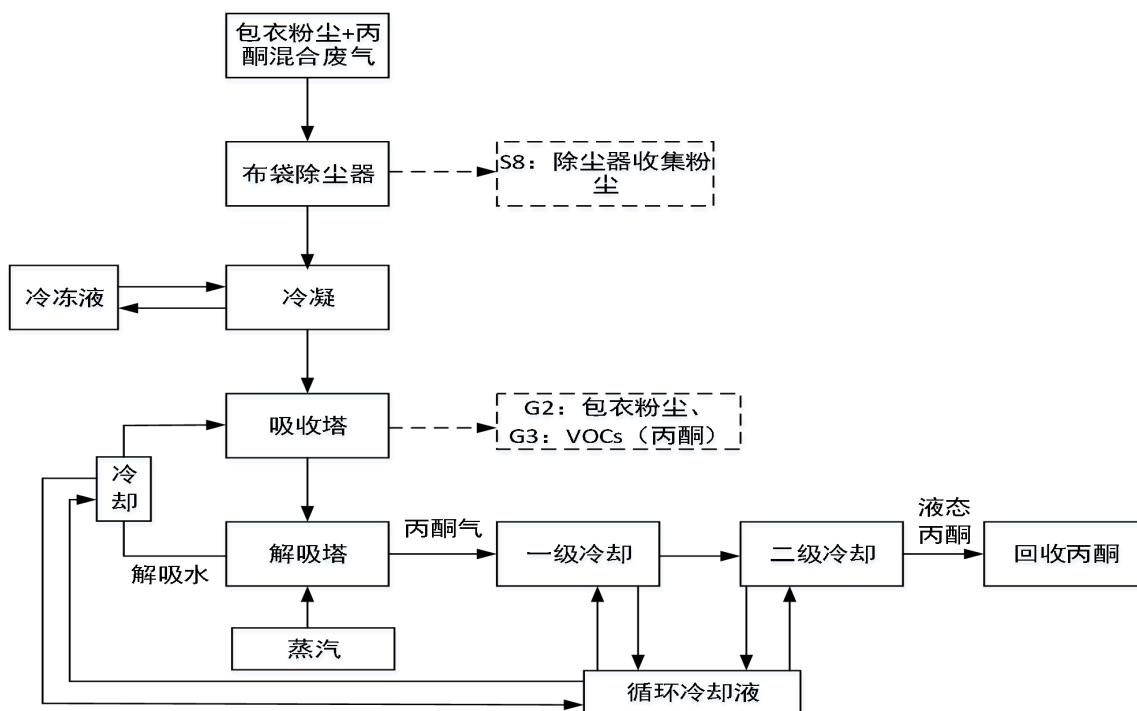 包衣粉尘+丙
酮混合废气
布袋除尘器
S8：除尘器收集粉
尘
冷冻液
冷凝
吸收塔
G2：包衣粉尘、
G3：VOCs（丙酮）
冷
却
解吸水
解吸塔
丙酮气
一级冷却
二级冷却
液态
丙酮
回收丙酮
蒸汽
循环冷却液